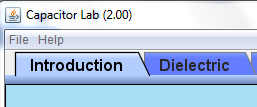 Capacitor Lab (2.00)
File Help
Introduction Dielectric